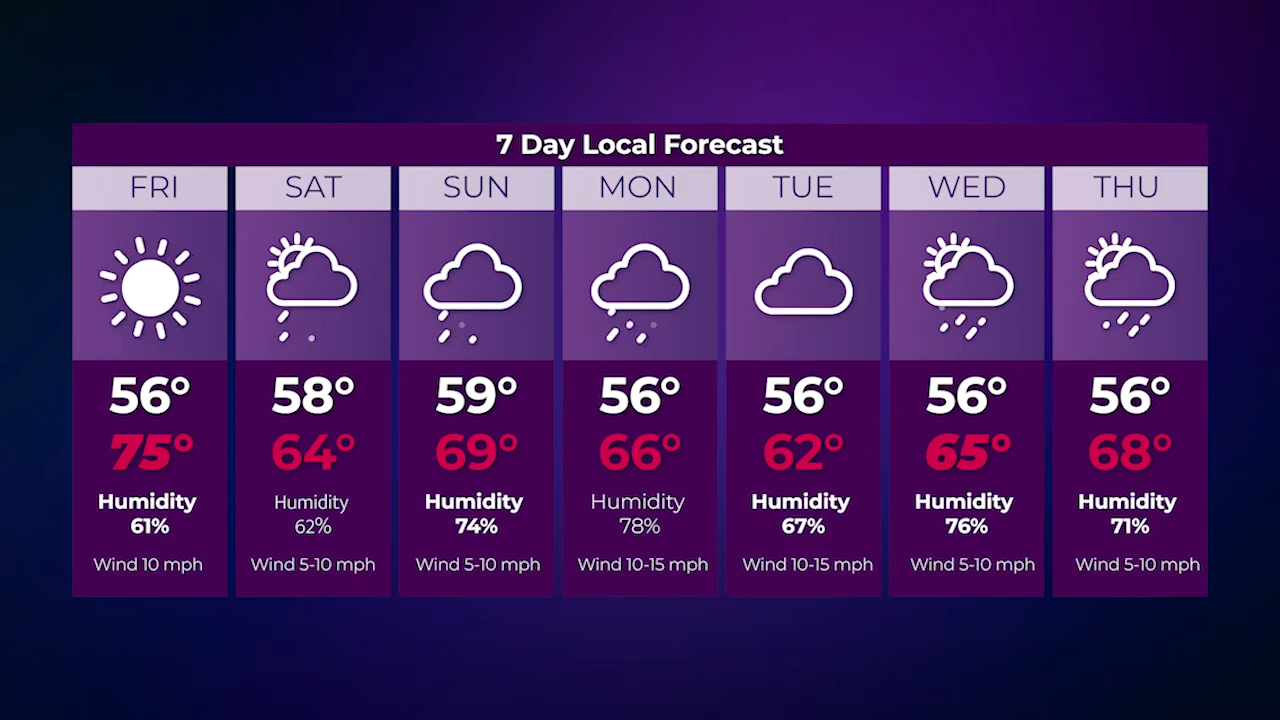 7 Day Local Forecast
FRI SAT SUN MON TUE WED THU
56° 58° 59° 56° 56° 56° 56°
75° 64° 69° 66° 62° 65° 68°
Humidity Humidity Humidity Humidity Humidity Humidity Humidity
61% 62% 74% 78% 67% 76% 71%
Wind 10 mph Wind 5-10 mph Wind 5-10 mph Wind 10-15 mph Wind 10-15 mph Wind 5-10 mph Wind 5-10 mph